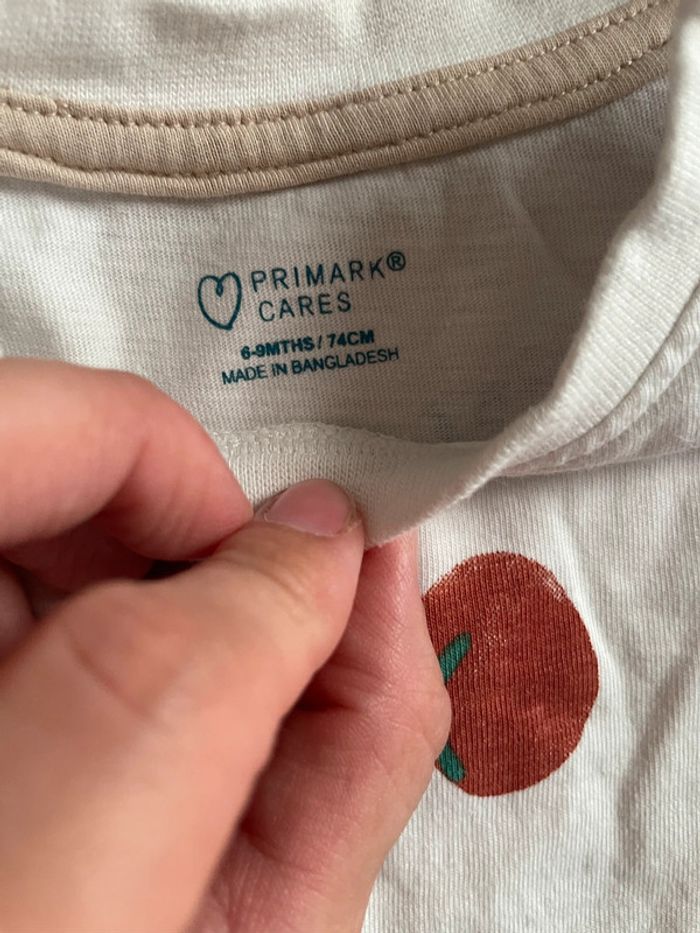 PRIMARK®
CARES
6-9MTHS / 74CM
MADE IN BANGLADESH